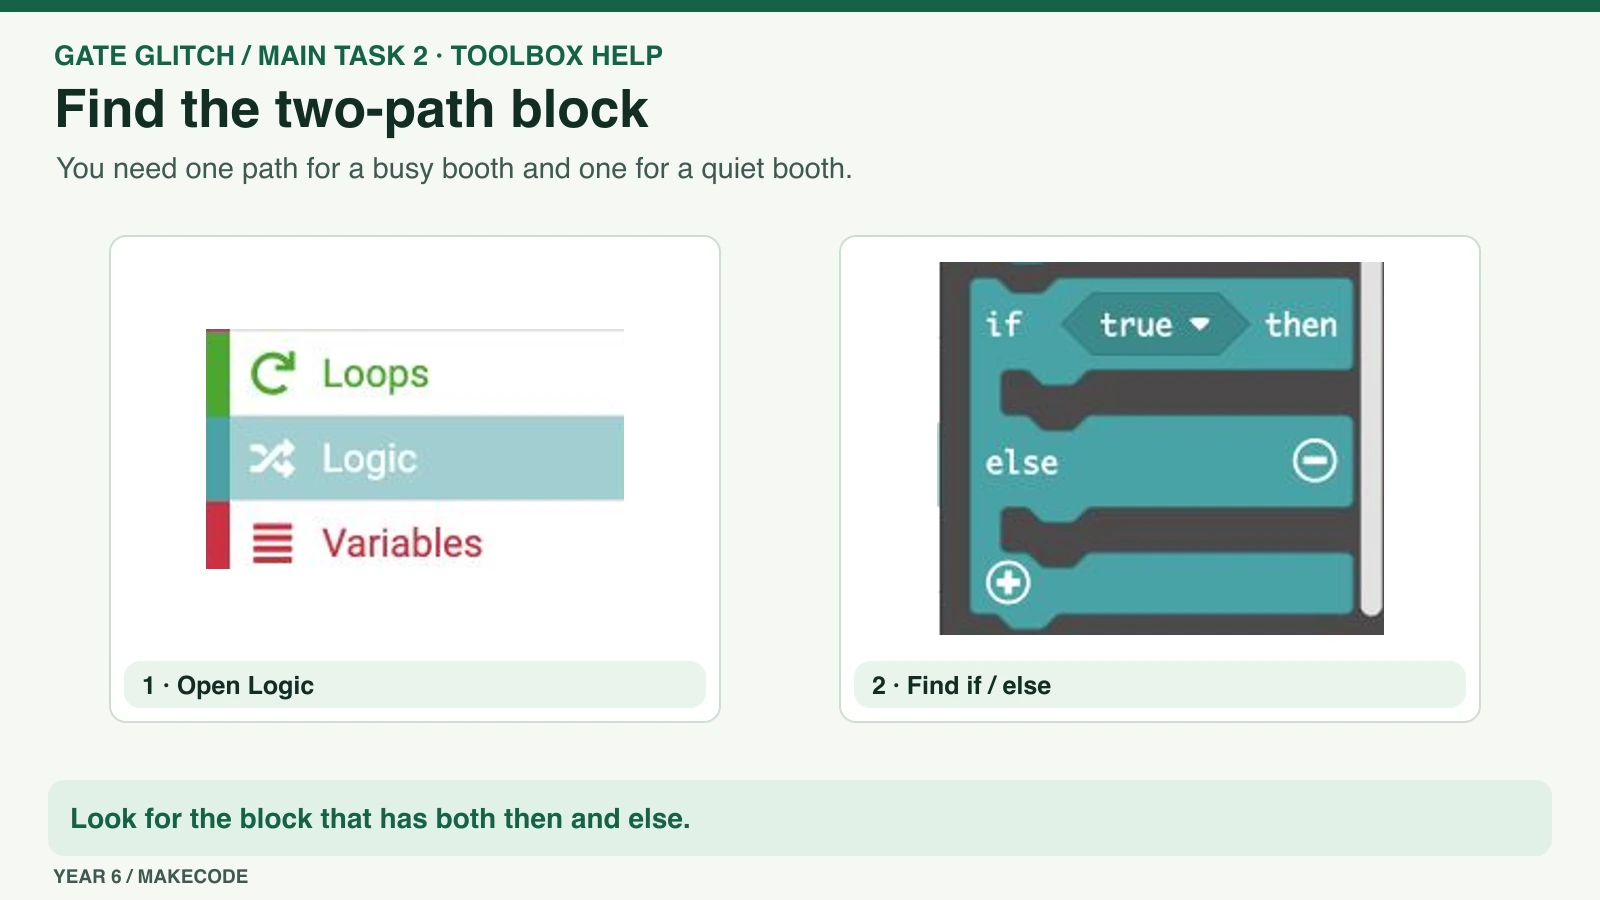 GATE GLITCH / MAIN TASK 2 · TOOLBOX HELP
Find the two-path block
You need one path for a busy booth and one for a quiet booth.
Loops
Logic
Variables
1 · Open Logic
if true then
else
2 · Find if / else
Look for the block that has both then and else.
YEAR 6 / MAKECODE